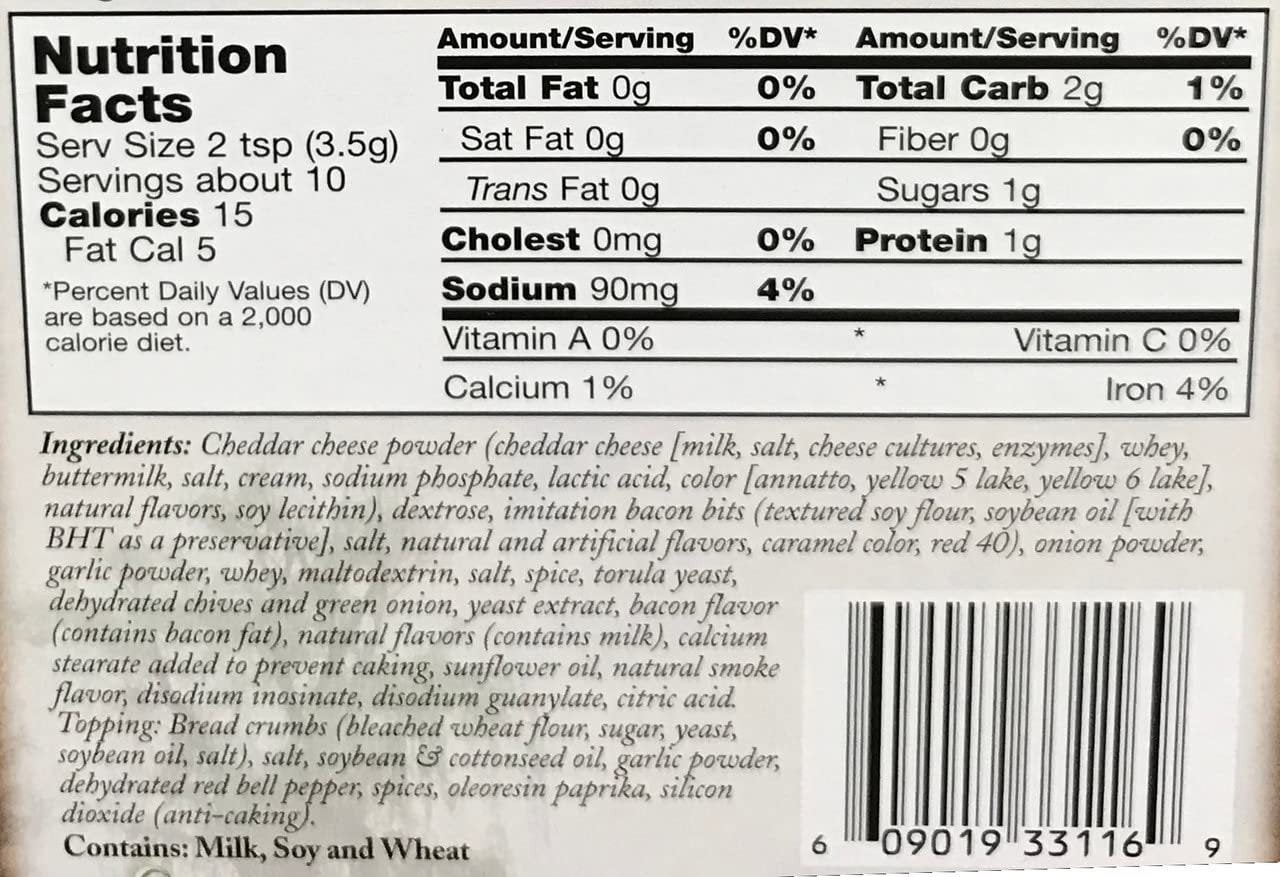 Nutrition
Facts
Serv Size 2 tsp (3.5g)
Servings about 10
Calories 15
Fat Cal 5
*Percent Daily Values (DV)
are based on a 2,000
calorie diet.
Amount/Serving %DV* Amount/Serving %DV*
Total Fat 0g 0% Total Carb 2g 1%
Sat Fat 0g 0% Fiber 0g 0%
Trans Fat 0g Sugars 1g
Cholest 0mg 0% Protein 1g
Sodium 90mg 4%
Vitamin A 0% * Vitamin C 0%
Calcium 1% * Iron 4%
Ingredients: Cheddar cheese powder (cheddar cheese [milk, salt, cheese cultures, enzymes], whey,
buttermilk, salt, cream, sodium phosphate, lactic acid, color [annatto, yellow 5 lake, yellow 6 lake],
natural flavors, soy lecithin), dextrose, imitation bacon bits (textured soy flour, soybean oil [with
BHT as a preservative], salt, natural and artificial flavors, caramel color, red 40), onion powder,
garlic powder, whey, maltodextrin, salt, spice, torula yeast,
dehydrated chives and green onion, yeast extract, bacon flavor
(contains bacon fat), natural flavors (contains milk), calcium
stearate added to prevent caking, sunflower oil, natural smoke
flavor, disodium inosinate, disodium guanylate, citric acid.
Topping: Bread crumbs (bleached wheat flour, sugar, yeast,
soybean oil, salt), salt, soybean & cottonseed oil, garlic powder,
dehydrated red bell pepper, spices, oleoresin paprika, silicon
dioxide (anti-caking).
Contains: Milk, Soy and Wheat
6 09019 33116 9